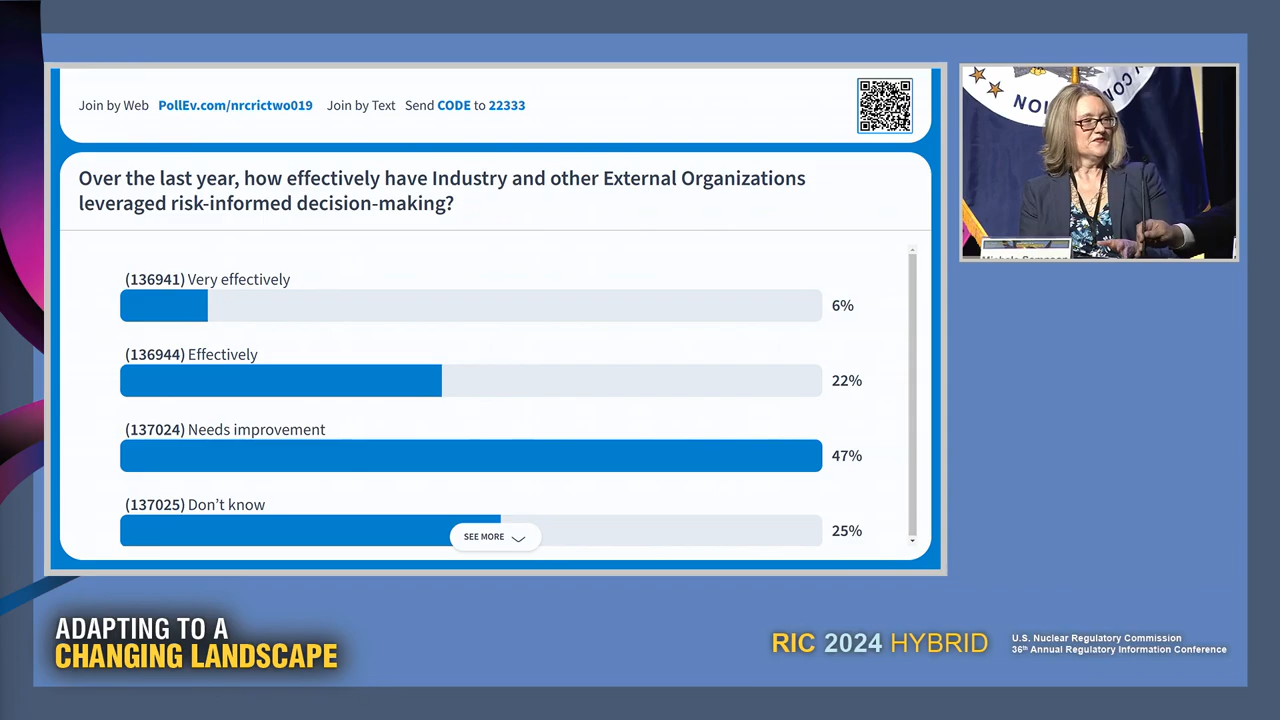 Join by Web PollEv.com/nrcrictwo019 Join by Text Send CODE to 22333
Over the last year, how effectively have Industry and other External Organizations
leveraged risk-informed decision-making?
(136941) Very effectively
6%
(136944) Effectively
22%
(137024) Needs improvement
47%
(137025) Don’t know
25%
SEE MORE
ADAPTING TO A
CHANGING LANDSCAPE
RIC 2024 HYBRID
U.S. Nuclear Regulatory Commission
36th Annual Regulatory Information Conference